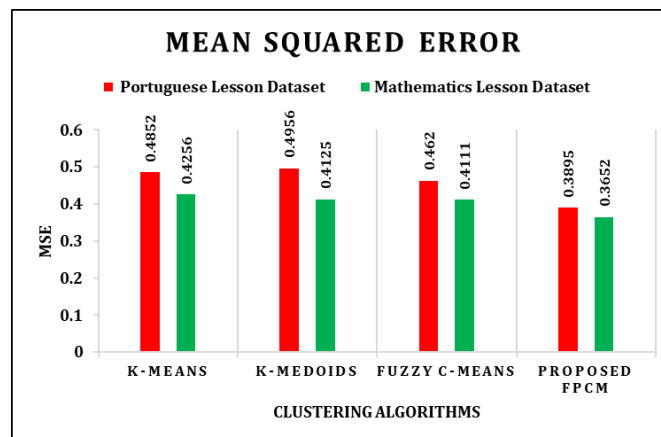 MEAN SQUARED ERROR
Portuguese Lesson Dataset
Mathematics Lesson Dataset
0.6
0.5
0.4
0.3
0.2
0.1
0
MSE
0.4852
0.4256
0.4956
0.4125
0.462
0.4111
0.3895
0.3652
K-MEANS
K-MEDOIDS
FUZZY C-MEANS
PROPOSED
FPCM
CLUSTERING ALGORITHMS